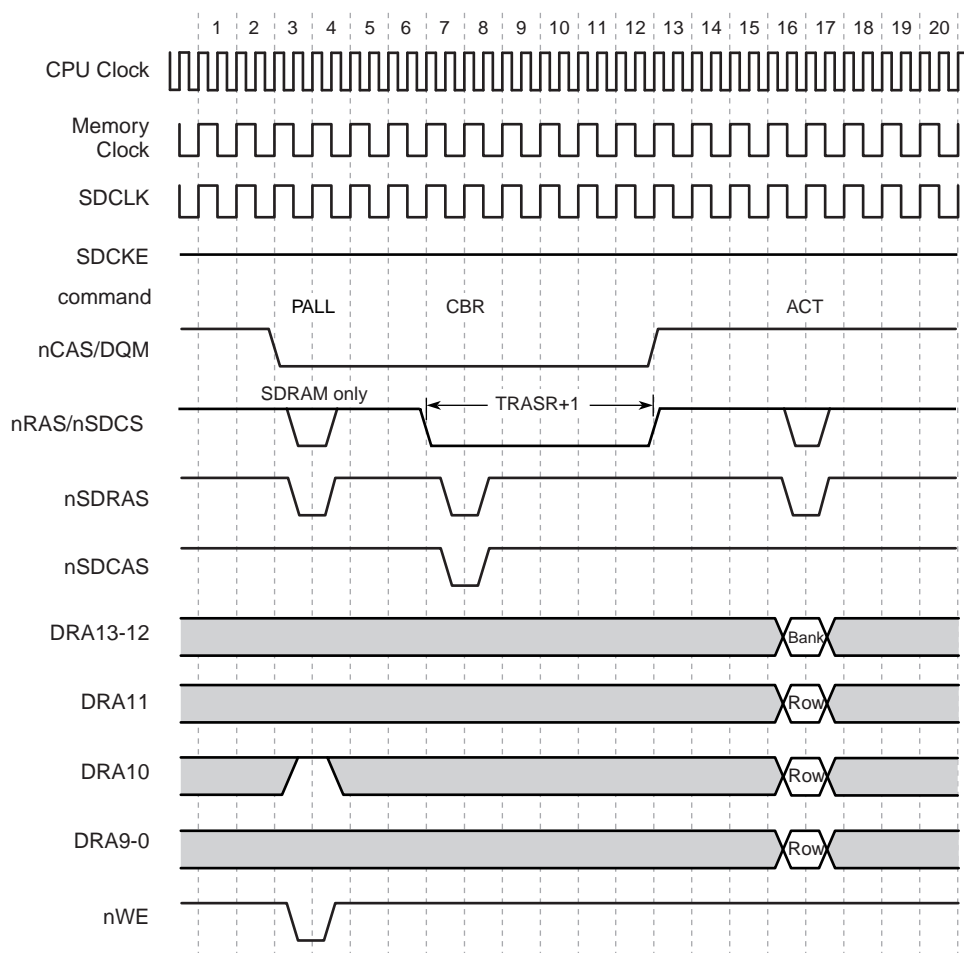 1 2 3 4 5 6 7 8 9 10 11 12 13 14 15 16 17 18 19 20
CPU Clock
Memory
Clock
SDCLK
SDCKE
command PALL CBR ACT
nCAS/DQM
SDRAM only
nRAS/nSDCS TRASR+1
nSDRAS
nSDCAS
DRA13-12 Bank
DRA11 Row
DRA10 Row
DRA9-0 Row
nWE